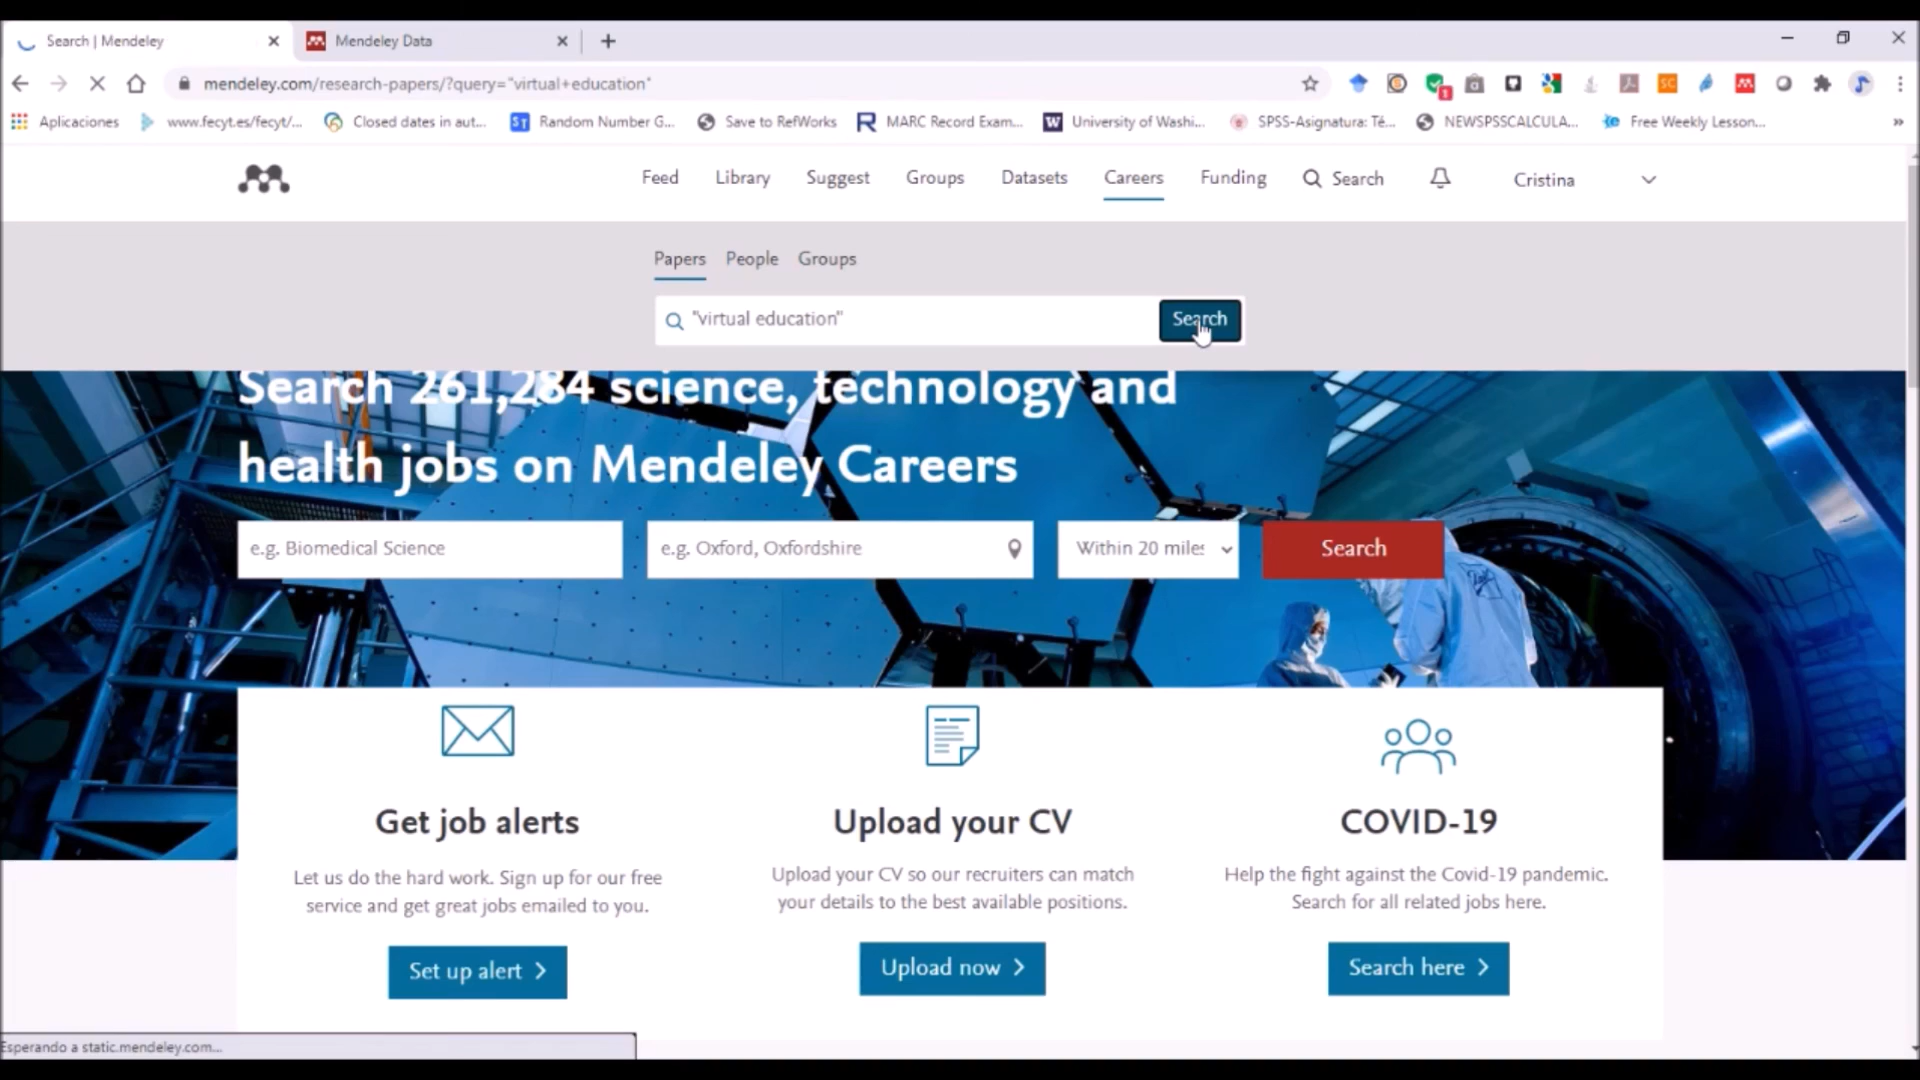 Search | Mendeley
Mendeley Data
mendeley.com/research-papers/?query="virtual+education"
Aplicaciones
www.fecyt.es/fecyt/...
Closed dates in aut...
Random Number G...
Save to RefWorks
MARC Record Exam...
University of Washi...
SPSS-Asignatura: Té...
NEWSPSSCALCULA...
Free Weekly Lesson...
Feed
Library
Suggest
Groups
Datasets
Careers
Funding
Search
Cristina
Papers
People
Groups
"virtual education"
Search
Search 261,284 science, technology and
health jobs on Mendeley Careers
e.g. Biomedical Science
e.g. Oxford, Oxfordshire
Within 20 miles
Search
Get job alerts
Let us do the hard work. Sign up for our free
service and get great jobs emailed to you.
Set up alert
Upload your CV
Upload your CV so our recruiters can match
your details to the best available positions.
Upload now
COVID-19
Help the fight against the Covid-19 pandemic.
Search for all related jobs here.
Search here
Esperando a static.mendeley.com...